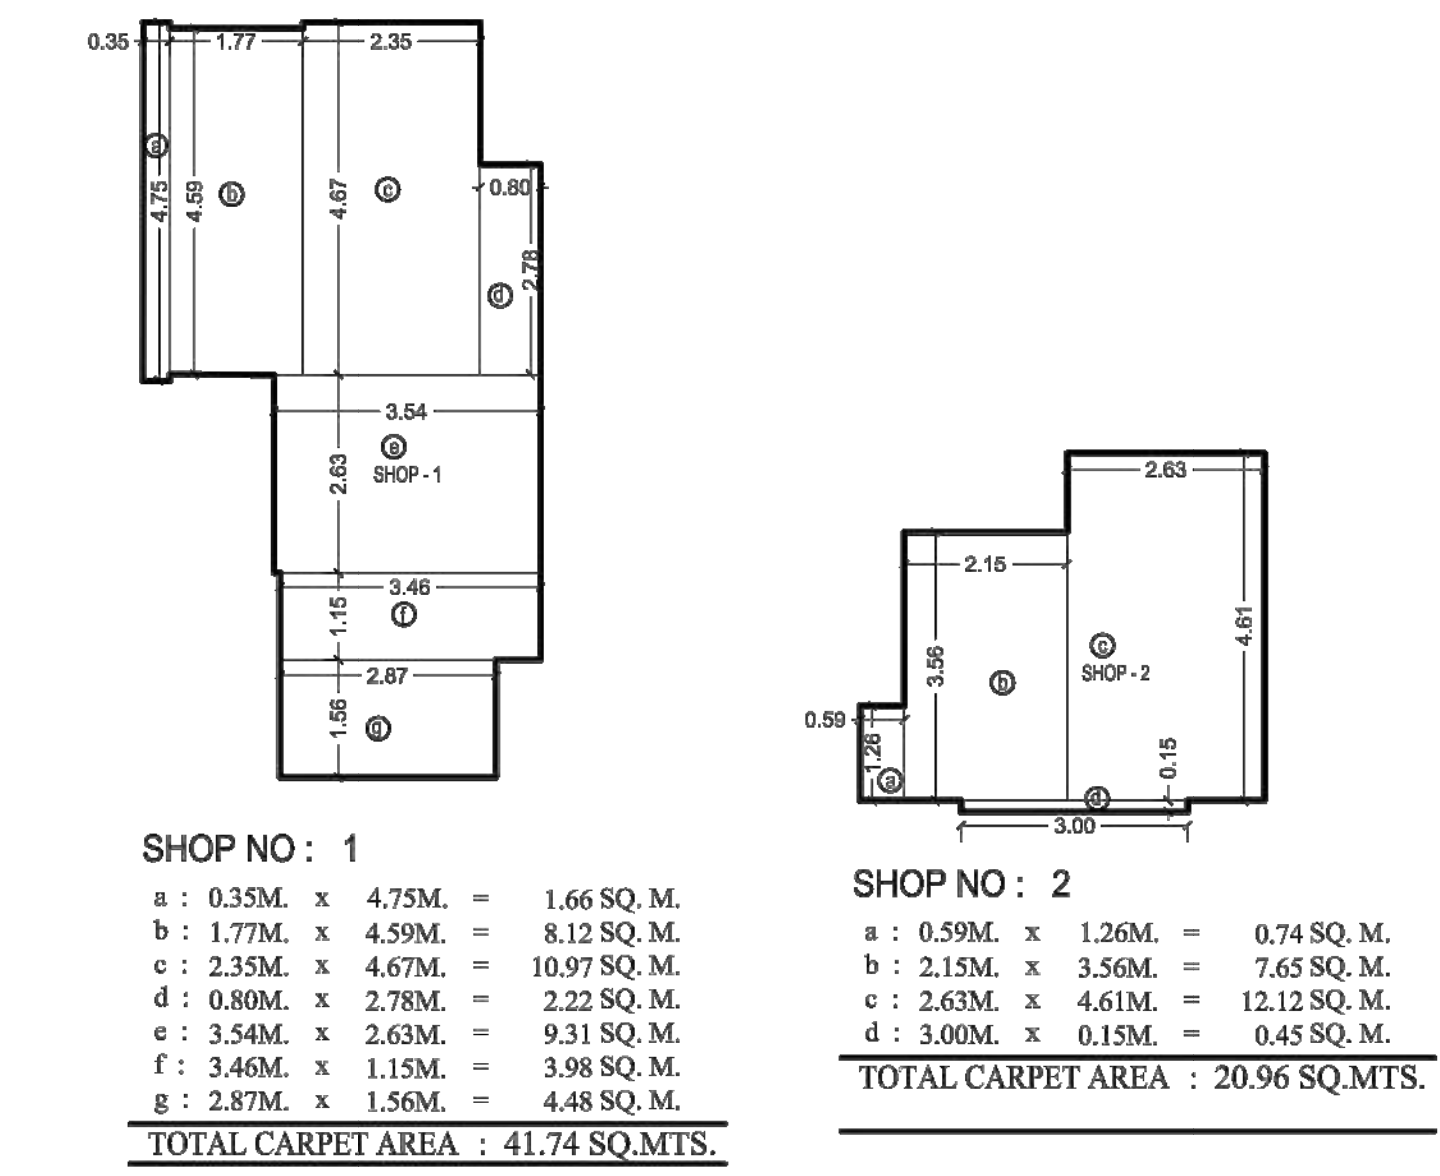 0.35
1.77
2.35
a
4.75
4.59
b
4.67
c
0.80
2.78
d
3.54
e
SHOP - 1
2.63
3.46
f
1.15
2.87
1.56
g
2.63
2.15
4.61
3.56
c
SHOP - 2
b
0.59
1.26
a
0.15
d
3.00
SHOP NO : 1
a : 0.35M. x 4.75M. = 1.66 SQ. M.
b : 1.77M. x 4.59M. = 8.12 SQ. M.
c : 2.35M. x 4.67M. = 10.97 SQ. M.
d : 0.80M. x 2.78M. = 2.22 SQ. M.
e : 3.54M. x 2.63M. = 9.31 SQ. M.
f : 3.46M. x 1.15M. = 3.98 SQ. M.
g : 2.87M. x 1.56M. = 4.48 SQ. M.
TOTAL CARPET AREA : 41.74 SQ.MTS.
SHOP NO : 2
a : 0.59M. x 1.26M. = 0.74 SQ. M.
b : 2.15M. x 3.56M. = 7.65 SQ. M.
c : 2.63M. x 4.61M. = 12.12 SQ. M.
d : 3.00M. x 0.15M. = 0.45 SQ. M.
TOTAL CARPET AREA : 20.96 SQ.MTS.